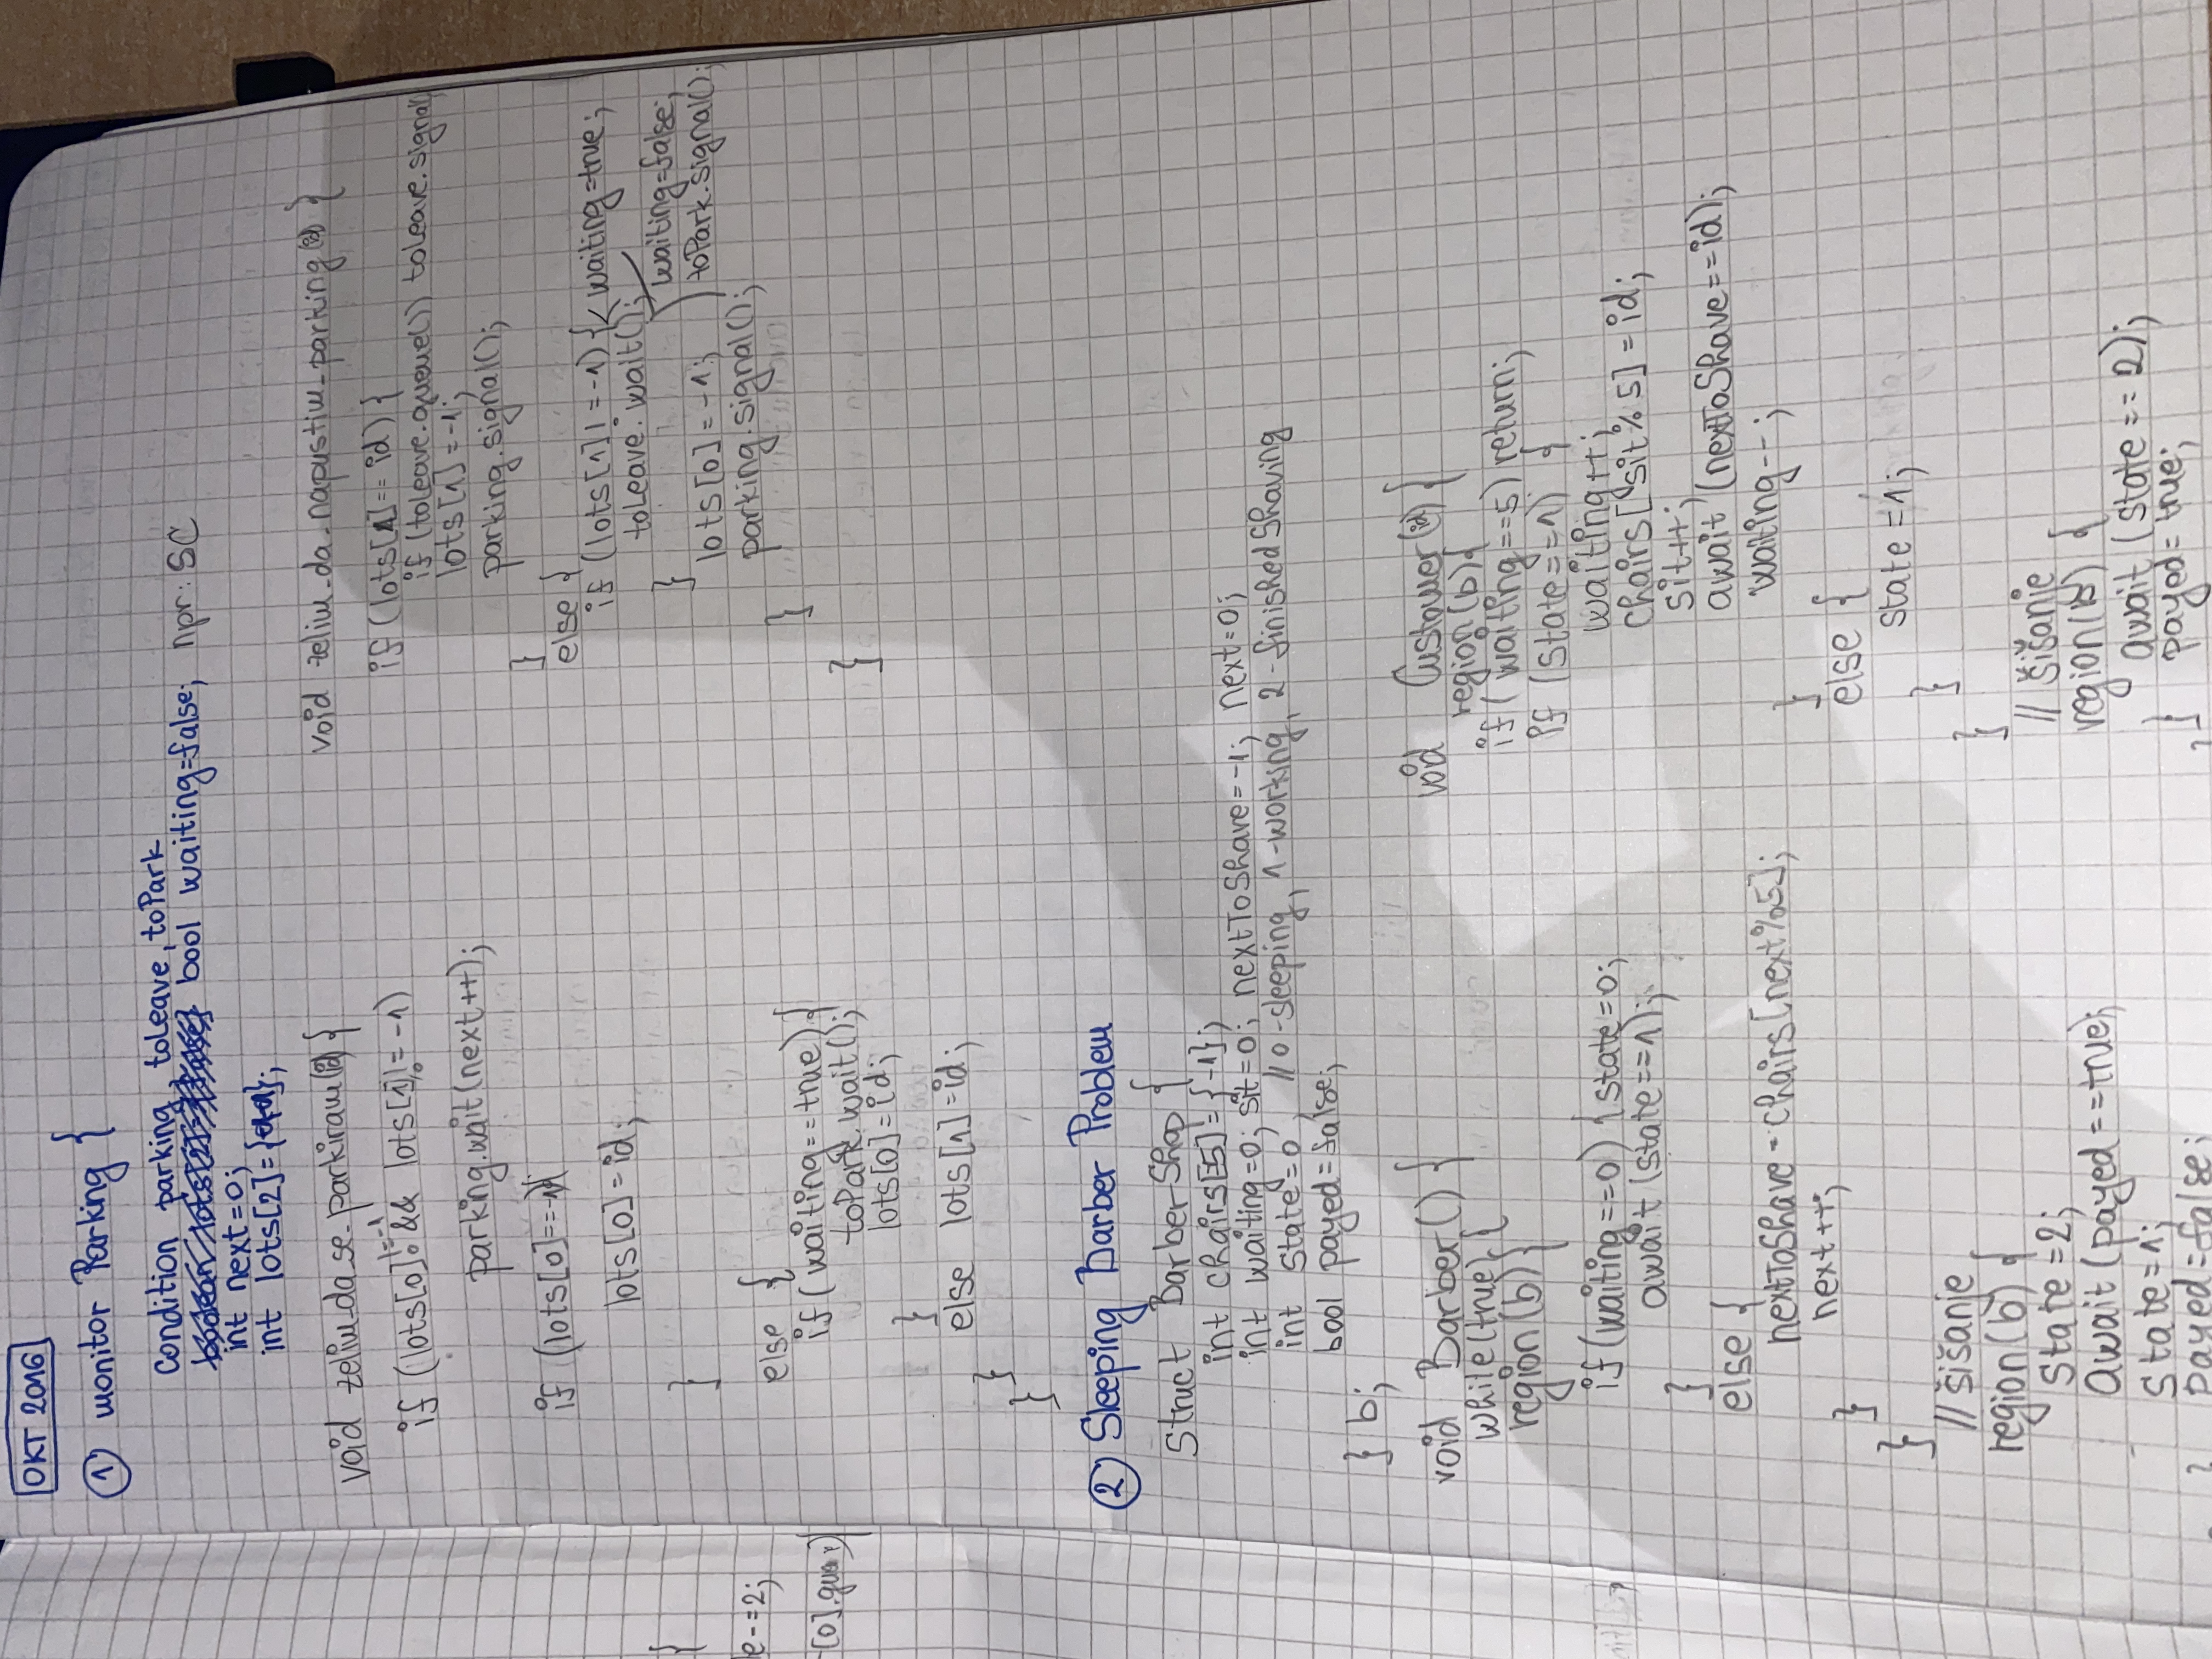 OKT 2016
1 monitor Parking {
Condition parking, toLeave, toPark
bool waiting=false; npr: SC
int next=0;
int lots[2]={ };
void zelim_da_se_parkiram(id) {
if (lots[0]!=-1 && lots[1]!=-1)
parking.wait(next++);
if (lots[0]==-1){
lots[0]=id;
}
else {
if (waiting==true) {
toPark.wait();
lots[0]=id;
}
else lots[1]=id;
}
}
void zelim_da_napustim_parking(id) {
if (lots[1]==id) {
if (toLeave.queue()) toLeave.signal
lots[1]=-1;
parking.signal();
}
else {
if (lots[1]!=-1) { waiting=true;
toLeave.wait();
} waiting=false;
lots[0]=-1; toPark.signal();
parking.signal();
}
}
{
e-=2;
[0].
2 Sleeping Barber Problem
Struct BarberShop {
int chairs[5]={-1};
int waiting=0; sit=0; nextToShave=-1; next=0;
int state=0, //0-sleeping, 1-working, 2-finishedShaving
bool payed=false;
} b;
void Barber() {
while(true) {
region(b) {
if (waiting==0) { state=0;
await (state==1);
}
else {
nextToShave=chairs[next%5];
next++;
}
}
// šišanje
region(b) {
state=2;
await (payed==true);
state=1;
payed=false;
void Customer(id) {
region(b){
if (waiting==5) return;
if (state==1) {
waiting++;
chairs[sit%5]=id;
sit++;
await (nextToShave==id);
waiting--;
}
else {
state=1;
}
}
// šišanje
region(b) {
await (state==2);
} payed=true;